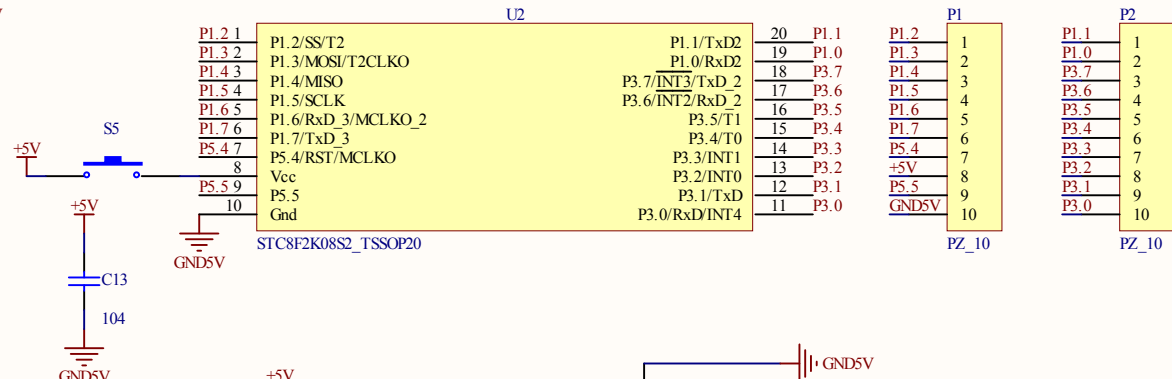 U2
P1.2 1 P1.2/SS/T2
P1.3 2 P1.3/MOSI/T2CLKO
P1.4 3 P1.4/MISO
P1.5 4 P1.5/SCLK
P1.6 5 P1.6/RxD_3/MCLKO_2
P1.7 6 P1.7/TxD_3
P5.4 7 P5.4/RST/MCLKO
8 Vcc
P5.5 9 P5.5
10 Gnd
P1.1/TxD2 20 P1.1
P1.0/RxD2 19 P1.0
P3.7/INT3/TxD_2 18 P3.7
P3.6/INT2/RxD_2 17 P3.6
P3.5/T1 16 P3.5
P3.4/T0 15 P3.4
P3.3/INT1 14 P3.3
P3.2/INT0 13 P3.2
P3.1/TxD 12 P3.1
P3.0/RxD/INT4 11 P3.0
STC8F2K08S2_TSSOP20
S5
+5V
GND5V
+5V
C13
104
GND5V
+5V
GND5V
P1
P1.2 1
P1.3 2
P1.4 3
P1.5 4
P1.6 5
P1.7 6
P5.4 7
+5V 8
P5.5 9
GND5V 10
PZ_10
P2
P1.1 1
P1.0 2
P3.7 3
P3.6 4
P3.5 5
P3.4 6
P3.3 7
P3.2 8
P3.1 9
P3.0 10
PZ_10